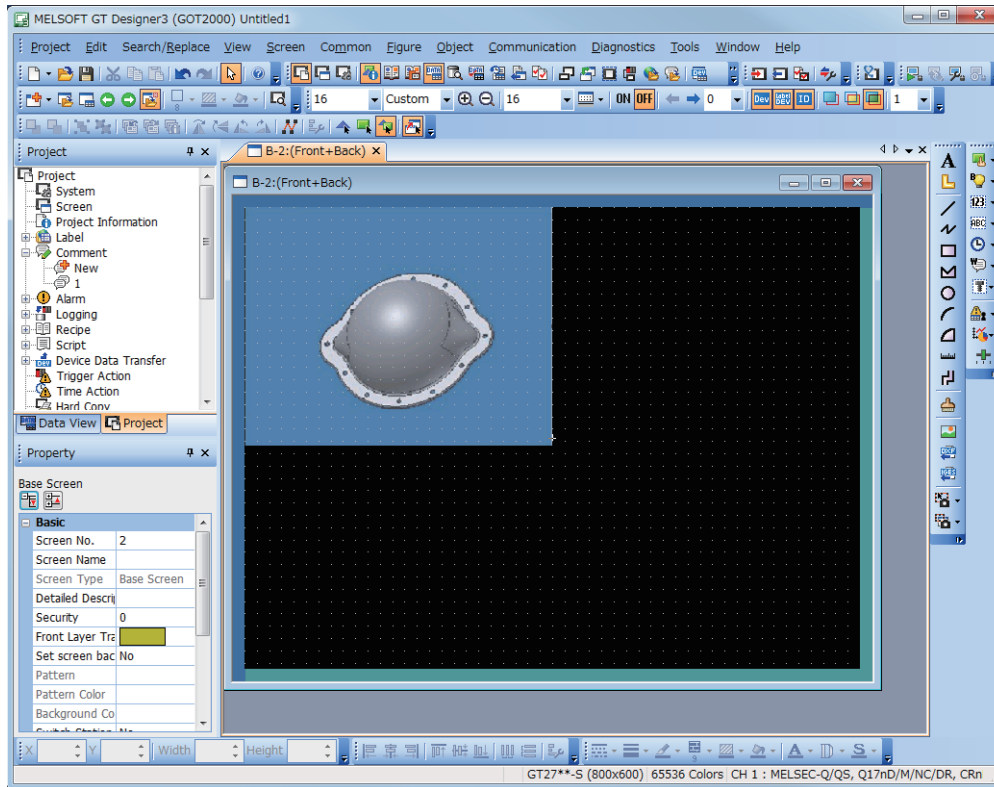 MELSOFT GT Designer3 (GOT2000) Untitled1
Project Edit Search/Replace View Screen Common Figure Object Communication Diagnostics Tools Window Help
16 Custom 16 ON OFF 0 Dev ID 1
Project
B-2:(Front+Back)
B-2:(Front+Back)
Project
System
Screen
Project Information
Label
Comment
New
1
Alarm
Logging
Recipe
Script
Device Data Transfer
Trigger Action
Time Action
Hard Copy
Data View Project
Property
Base Screen
Basic
Screen No. 2
Screen Name
Screen Type Base Screen
Detailed Descri
Security 0
Front Layer Tra
Set screen bac No
Pattern
Pattern Color
Background Co
X Y Width Height
GT27**-S (800x600) 65536 Colors CH 1 : MELSEC-Q/QS, Q17nD/M/NC/DR, CRn